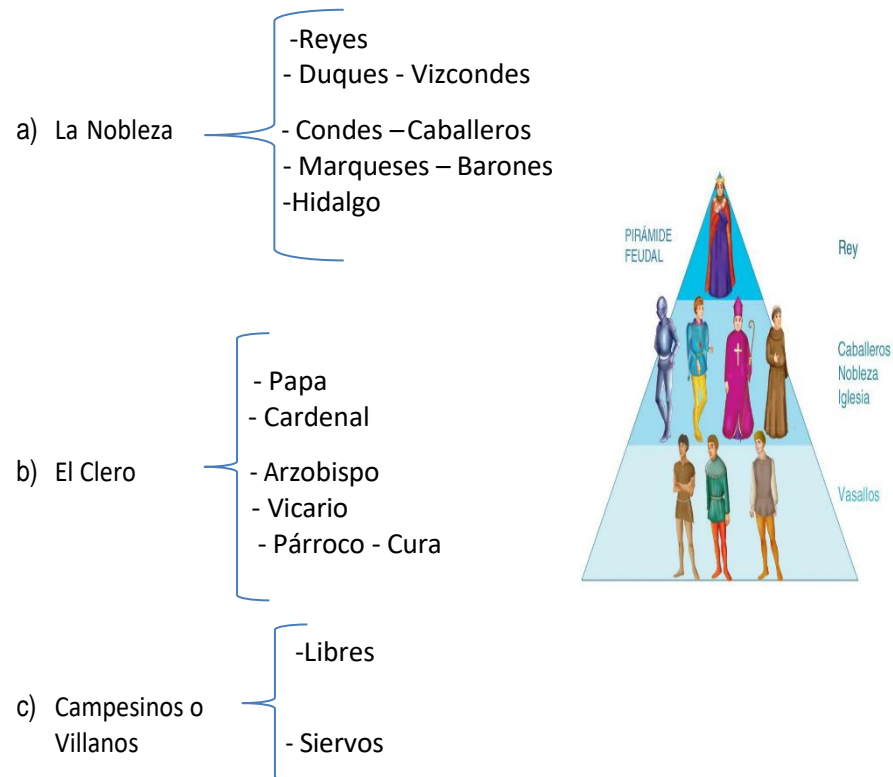 a) La Nobleza
-Reyes
- Duques - Vizcondes
- Condes –Caballeros
- Marqueses – Barones
-Hidalgo
b) El Clero
- Papa
- Cardenal
- Arzobispo
- Vicario
- Párroco - Cura
c) Campesinos o
Villanos
-Libres
- Siervos
PIRÁMIDE
FEUDAL
Rey
Caballeros
Nobleza
Iglesia
Vasallos